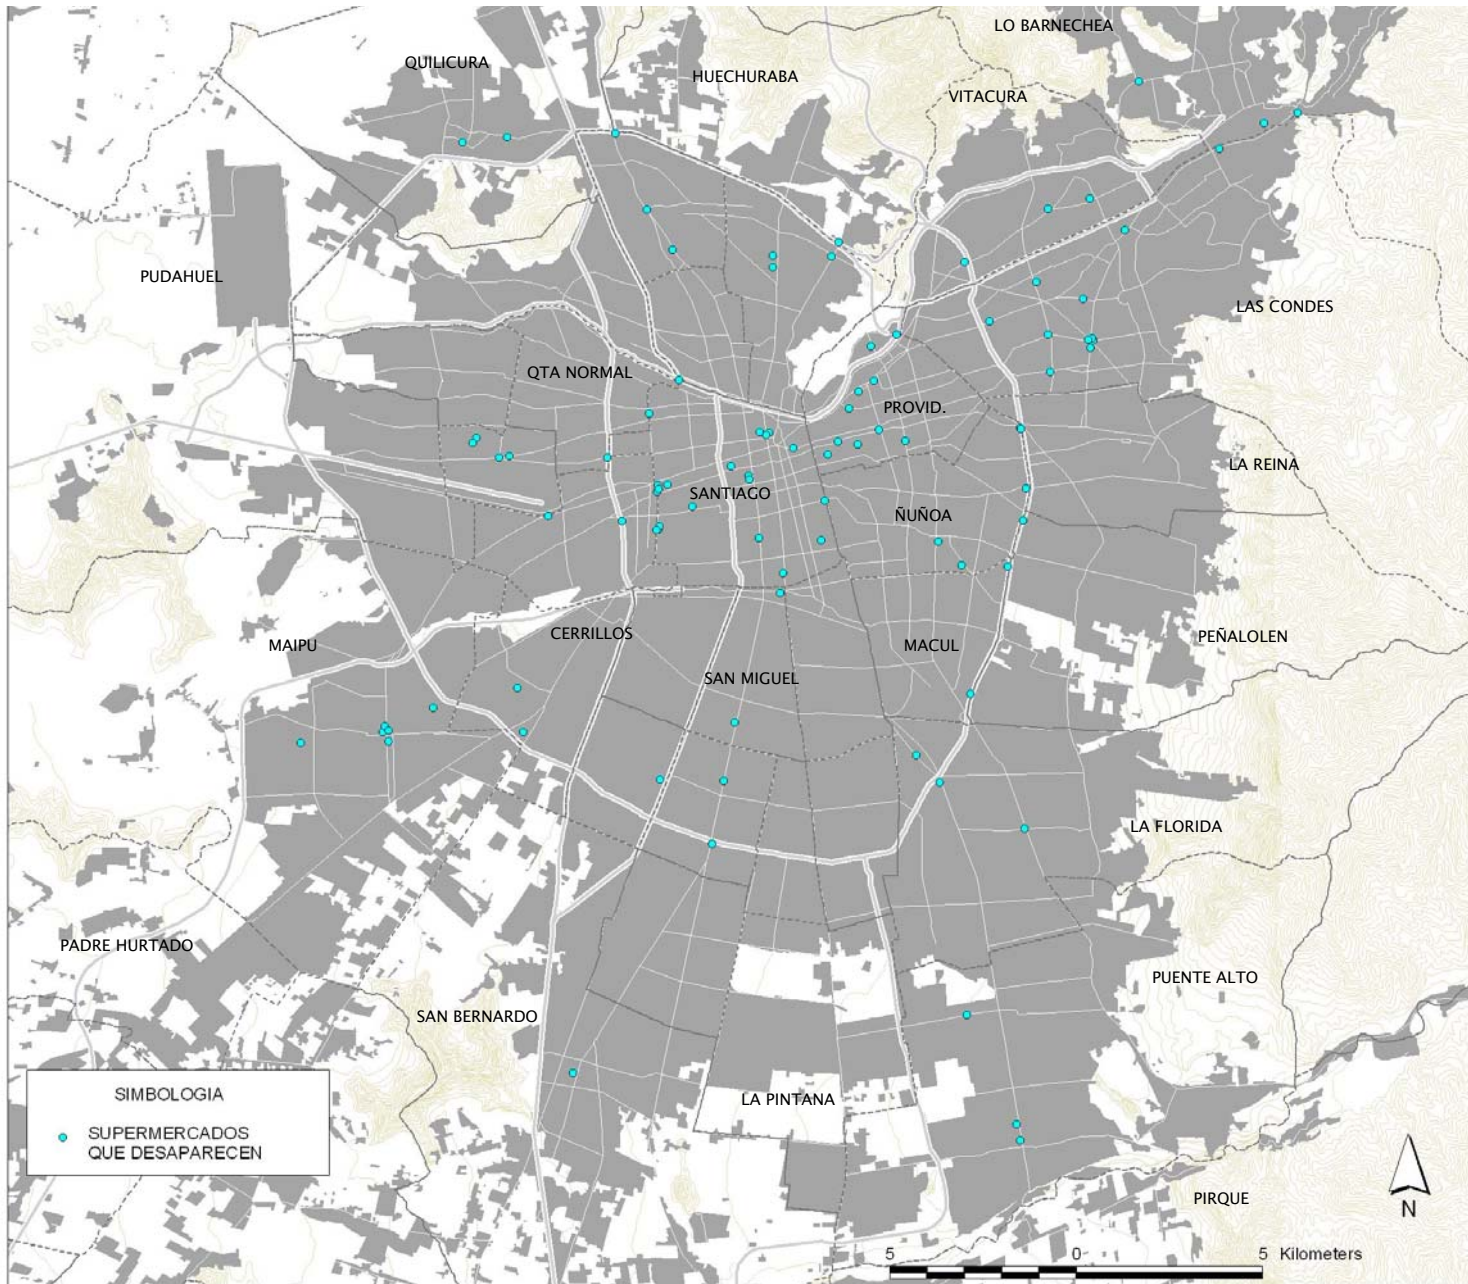 LO BARNECHEA
QUILICURA
HUECHURABA
VITACURA
PUDAHUEL
LAS CONDES
QTA NORMAL
PROVID.
LA REINA
SANTIAGO
ÑUÑOA
CERRILLOS
MAIPU
MACUL
PEÑALOLEN
SAN MIGUEL
LA FLORIDA
PADRE HURTADO
PUENTE ALTO
SAN BERNARDO
LA PINTANA
SIMBOLOGIA
SUPERMERCADOS
QUE DESAPARECEN
PIRQUE
N
5 0 5 Kilometers